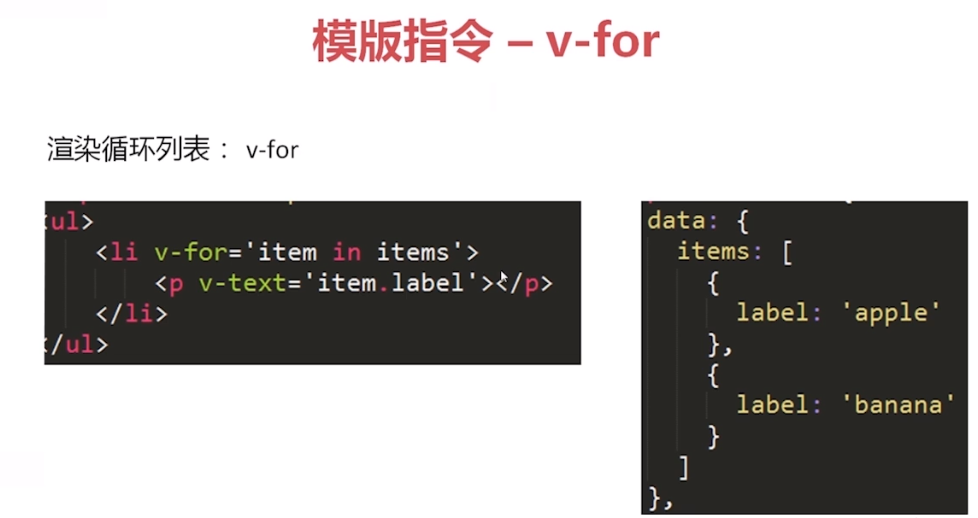 模版指令 – v-for
渲染循环列表： v-for
<ul>
<li v-for='item in items'>
<p v-text='item.label'></p>
</li>
</ul>
data: {
items: [
{
label: 'apple'
},
{
label: 'banana'
}
]
},